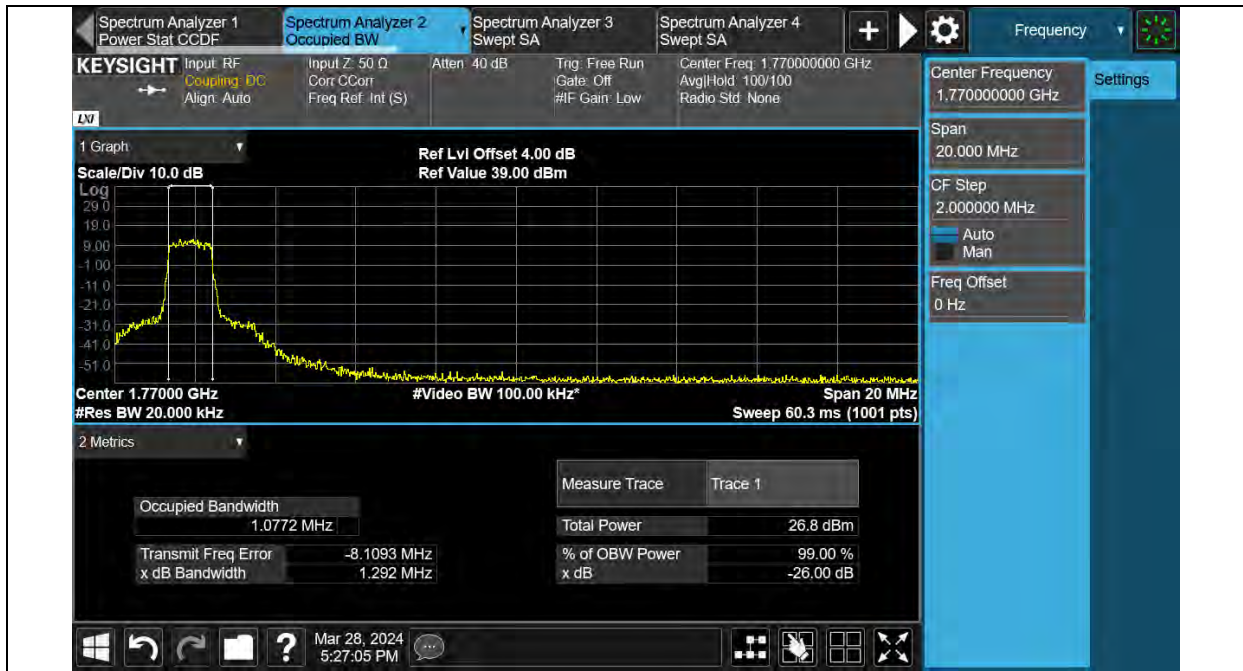 Spectrum Analyzer 1
Power Stat CCDF
Spectrum Analyzer 2
Occupied BW
Spectrum Analyzer 3
Swept SA
Spectrum Analyzer 4
Swept SA
+
Frequency
KEYSIGHT
LXI
Input: RF
Coupling: DC
Align: Auto
Input Z: 50 Ω
Corr CCorr
Freq Ref: Int (S)
Atten: 40 dB
Trig: Free Run
Gate: Off
#IF Gain: Low
Center Freq: 1.770000000 GHz
Avg|Hold: 100/100
Radio Std: None
Center Frequency
1.770000000 GHz
Settings
Span
20.000 MHz
CF Step
2.000000 MHz
Auto
Man
Freq Offset
0 Hz
1 Graph
Scale/Div 10.0 dB
Ref Lvl Offset 4.00 dB
Ref Value 39.00 dBm
Log
29.0
19.0
9.00
-1.00
-11.0
-21.0
-31.0
-41.0
-51.0
Center 1.77000 GHz
#Video BW 100.00 kHz*
Span 20 MHz
#Res BW 20.000 kHz
Sweep 60.3 ms (1001 pts)
2 Metrics
Measure Trace Trace 1
Occupied Bandwidth
1.0772 MHz
Total Power 26.8 dBm
Transmit Freq Error -8.1093 MHz
% of OBW Power 99.00 %
x dB Bandwidth 1.292 MHz
x dB -26.00 dB
?
Mar 28, 2024
5:27:05 PM